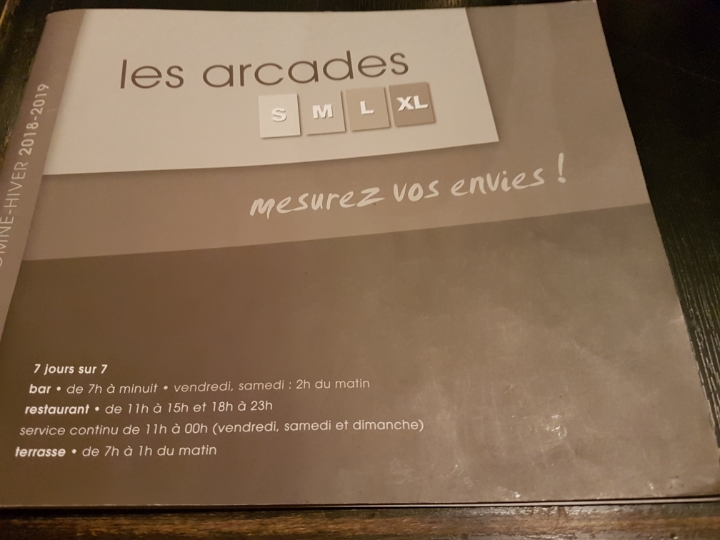 les arcades
S M L XL
mesurez vos envies !
HIVER 2018-2019
7 jours sur 7
bar • de 7h à minuit • vendredi, samedi : 2h du matin
restaurant • de 11h à 15h et 18h à 23h
service continu de 11h à 00h (vendredi, samedi et dimanche)
terrasse • de 7h à 1h du matin